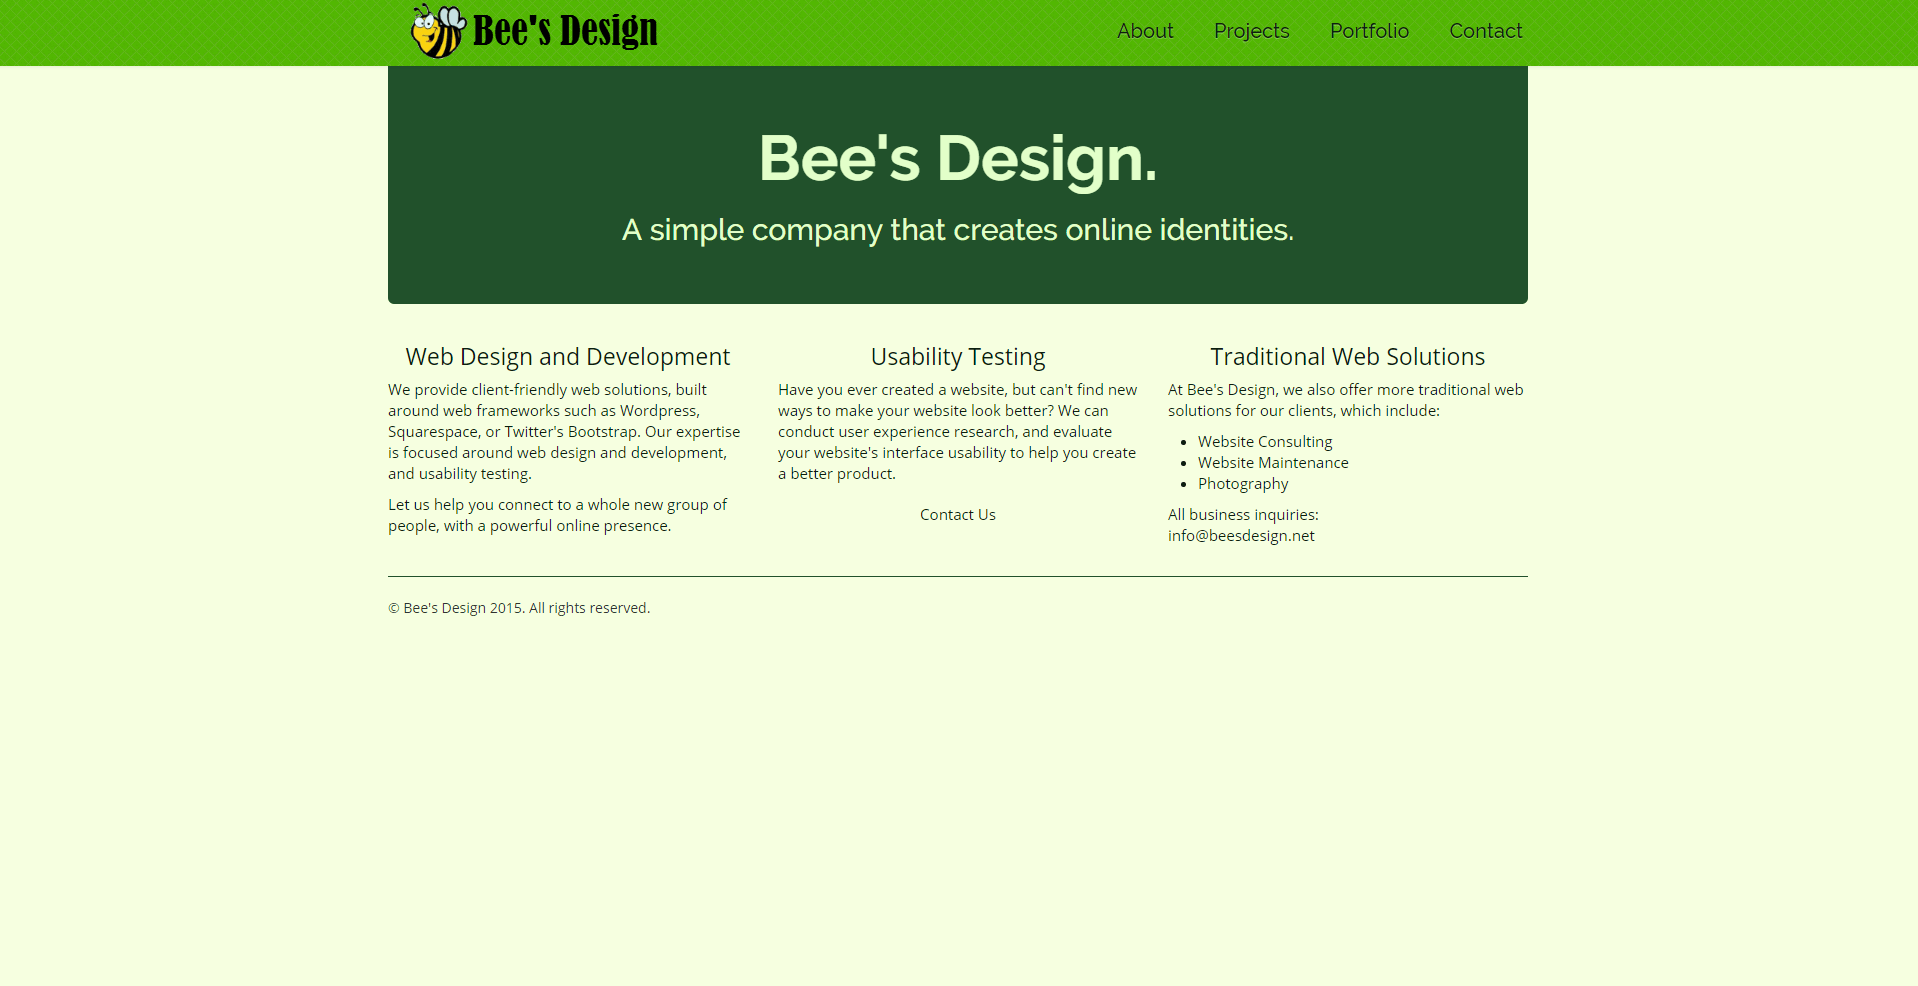 Bee's Design
About
Projects
Portfolio
Contact
Bee's Design.
A simple company that creates online identities.
Web Design and Development
We provide client-friendly web solutions, built
around web frameworks such as Wordpress,
Squarespace, or Twitter's Bootstrap. Our expertise
is focused around web design and development,
and usability testing.
Let us help you connect to a whole new group of
people, with a powerful online presence.
Usability Testing
Have you ever created a website, but can't find new
ways to make your website look better? We can
conduct user experience research, and evaluate
your website's interface usability to help you create
a better product.
Contact Us
Traditional Web Solutions
At Bee's Design, we also offer more traditional web
solutions for our clients, which include:
Website Consulting
Website Maintenance
Photography
All business inquiries:
info@beesdesign.net
© Bee's Design 2015. All rights reserved.